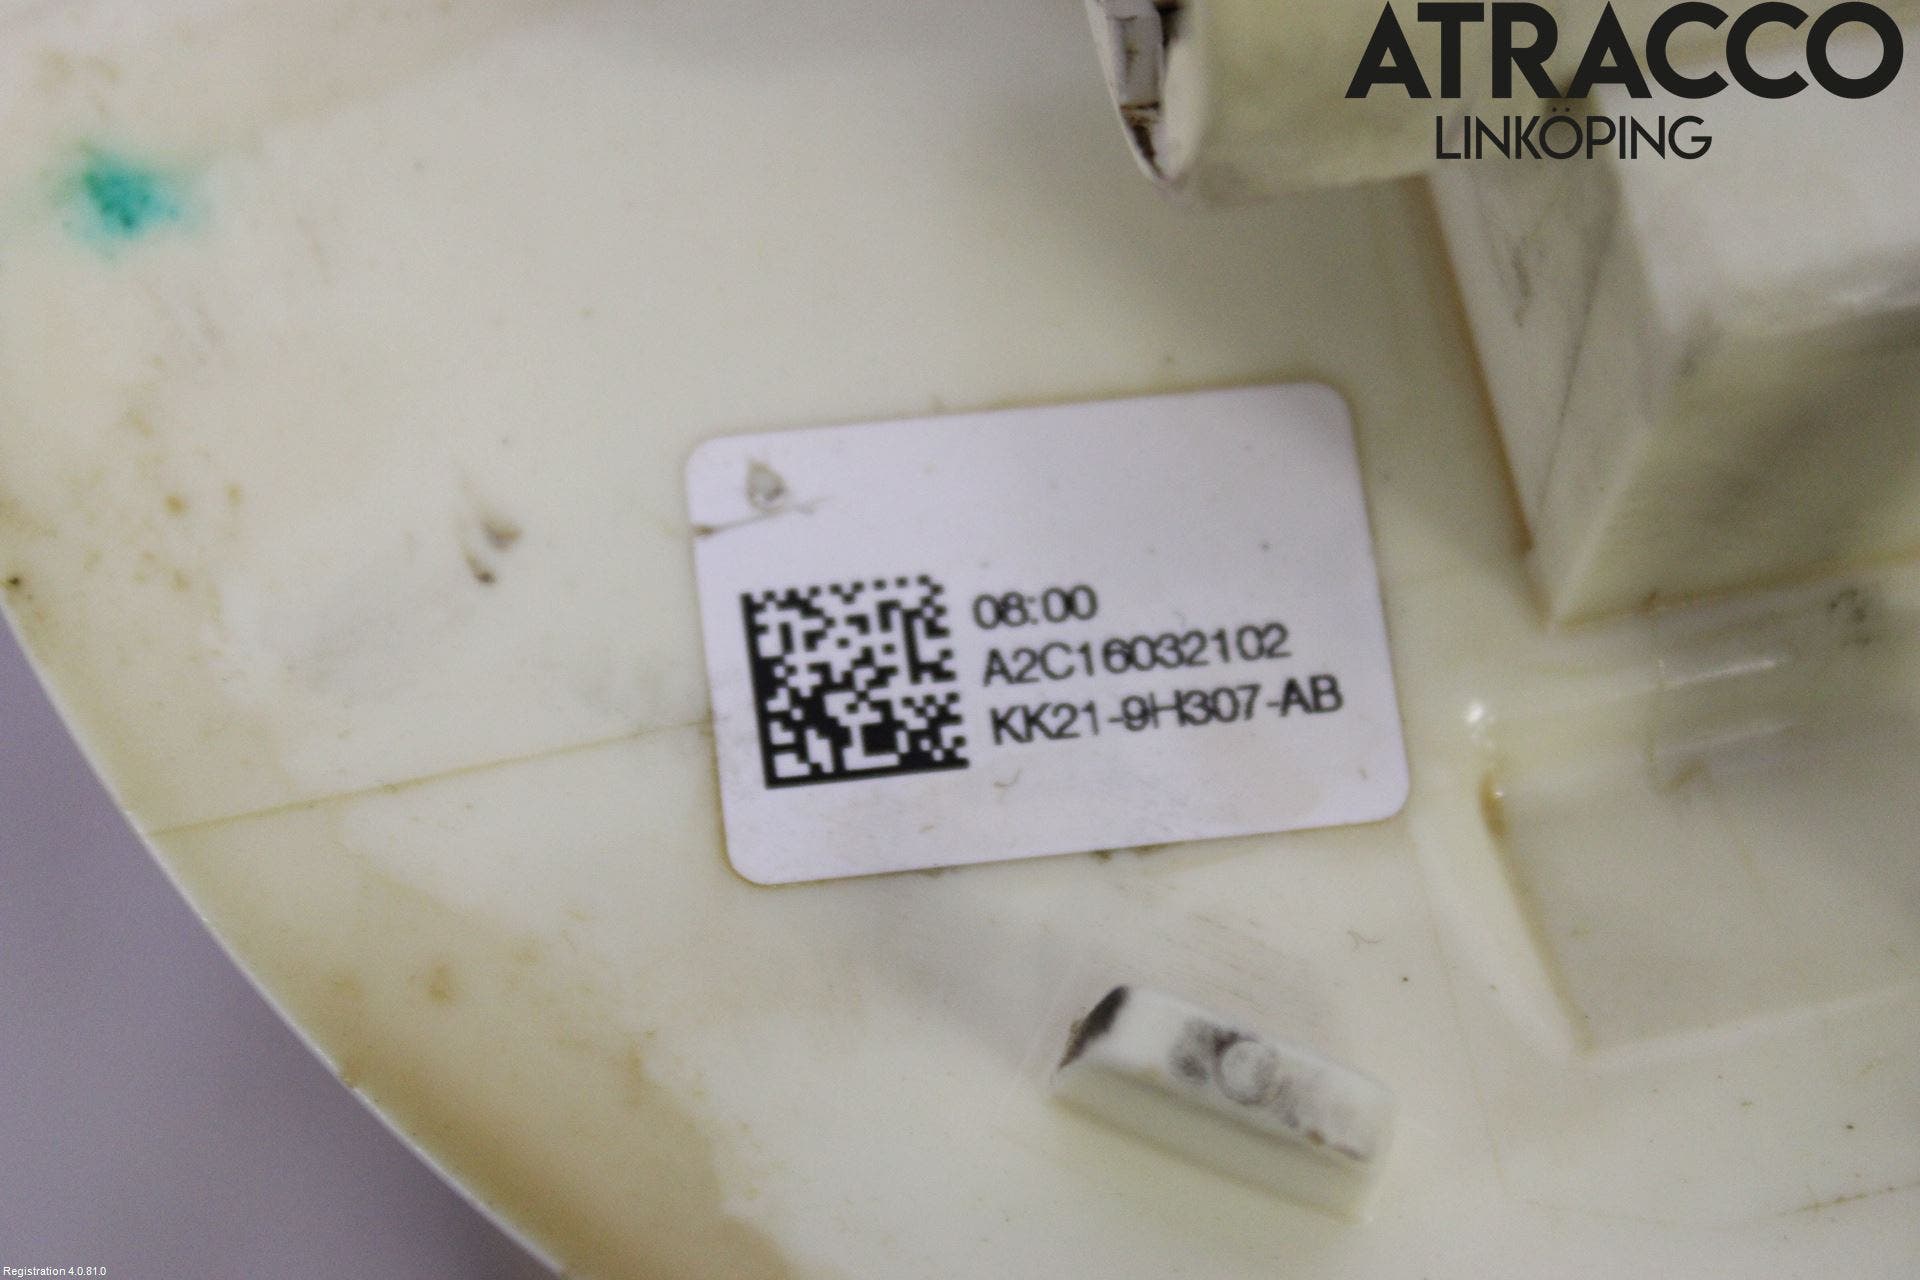 ATRACCO
LINKÖPING
08:00
A2C16032102
KK21-9H307-AB
Registration 4.0.81.0